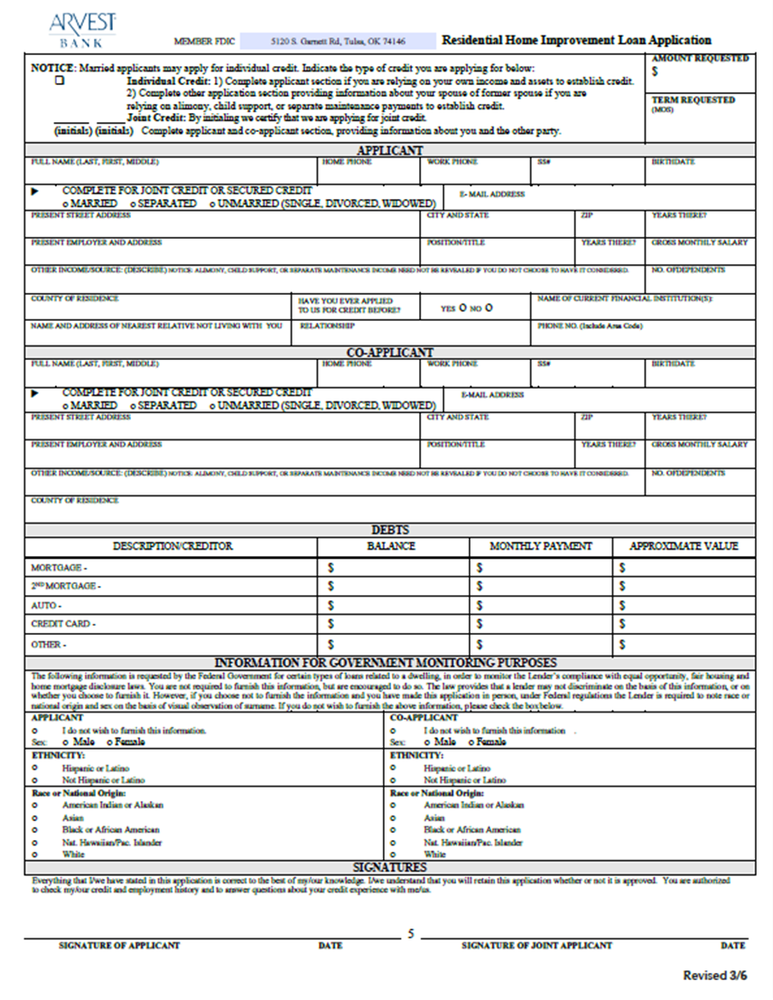 ARVEST
BANK
MEMBER FDIC 5120 S. Garnett Rd, Tulsa, OK 74146 Residential Home Improvement Loan Application
NOTICE: Married applicants may apply for individual credit. Indicate the type of credit you are applying for below:
Individual Credit: 1) Complete applicant section if you are relying on your own income and assets to establish credit.
2) Complete other application section providing information about your spouse of former spouse if you are
relying on alimony, child support, or separate maintenance payments to establish credit.
Joint Credit: By initialing we certify that we are applying for joint credit.
(initials) (initials) Complete applicant and co-applicant section, providing information about you and the other party.
AMOUNT REQUESTED
$
TERM REQUESTED
(MOS)
APPLICANT
FULL NAME (LAST, FIRST, MIDDLE) HOME PHONE WORK PHONE SS# BIRTHDATE
COMPLETE FOR JOINT CREDIT OR SECURED CREDIT
o MARRIED o SEPARATED o UNMARRIED (SINGLE, DIVORCED, WIDOWED) E- MAIL ADDRESS
PRESENT STREET ADDRESS CITY AND STATE ZIP YEARS THERE?
PRESENT EMPLOYER AND ADDRESS POSITION/TITLE YEARS THERE? GROSS MONTHLY SALARY
OTHER INCOME/SOURCE: (DESCRIBE) NOTICE: ALIMONY, CHILD SUPPORT, OR SEPARATE MAINTENANCE INCOME NEED NOT BE REVEALED IF YOU DO NOT CHOOSE TO HAVE IT CONSIDERED. NO. OFDEPENDENTS
COUNTY OF RESIDENCE HAVE YOU EVER APPLIED
TO US FOR CREDIT BEFORE? YES O NO O NAME OF CURRENT FINANCIAL INSTITUTION(S):
NAME AND ADDRESS OF NEAREST RELATIVE NOT LIVING WITH YOU RELATIONSHIP PHONE NO. (Include Area Code)
CO-APPLICANT
FULL NAME (LAST, FIRST, MIDDLE) HOME PHONE WORK PHONE SS# BIRTHDATE
COMPLETE FOR JOINT CREDIT OR SECURED CREDIT
o MARRIED o SEPARATED o UNMARRIED (SINGLE, DIVORCED, WIDOWED) E-MAIL ADDRESS
PRESENT STREET ADDRESS CITY AND STATE ZIP YEARS THERE?
PRESENT EMPLOYER AND ADDRESS POSITION/TITLE YEARS THERE? GROSS MONTHLY SALARY
OTHER INCOME/SOURCE: (DESCRIBE) NOTICE: ALIMONY, CHILD SUPPORT, OR SEPARATE MAINTENANCE INCOME NEED NOT BE REVEALED IF YOU DO NOT CHOOSE TO HAVE IT CONSIDERED. NO. OFDEPENDENTS
COUNTY OF RESIDENCE
DEBTS
DESCRIPTION/CREDITOR BALANCE MONTHLY PAYMENT APPROXIMATE VALUE
MORTGAGE - $ $ $
2ND MORTGAGE - $ $ $
AUTO - $ $ $
CREDIT CARD - $ $ $
OTHER - $ $ $
INFORMATION FOR GOVERNMENT MONITORING PURPOSES
The following information is requested by the Federal Government for certain types of loans related to a dwelling, in order to monitor the Lender's compliance with equal opportunity, fair housing and
home mortgage disclosure laws. You are not required to furnish this information, but are encouraged to do so. The law provides that a lender may not discriminate on the basis of this information, or on
whether you choose to furnish it. However, if you choose not to furnish the information and you have made this application in person, under Federal regulations the Lender is required to note race or
national origin and sex on the basis of visual observation of surname. If you do not wish to furnish the above information, please check the box below.
APPLICANT CO-APPLICANT
o I do not wish to furnish this information. o I do not wish to furnish this information .
Sex: o Male o Female Sex: o Male o Female
ETHNICITY: ETHNICITY:
o Hispanic or Latino o Hispanic or Latino
o Not Hispanic or Latino o Not Hispanic or Latino
Race or National Origin: Race or National Origin:
o American Indian or Alaskan o American Indian or Alaskan
o Asian o Asian
o Black or African American o Black or African American
o Nat. Hawaiian/Pac. Islander o Nat. Hawaiian/Pac. Islander
o White o White
SIGNATURES
Everything that I/we have stated in this application is correct to the best of my/our knowledge. I/we understand that you will retain this application whether or not it is approved. You are authorized
to check my/our credit and employment history and to answer questions about your credit experience with me/us.
5
SIGNATURE OF APPLICANT DATE SIGNATURE OF JOINT APPLICANT DATE
Revised 3/6